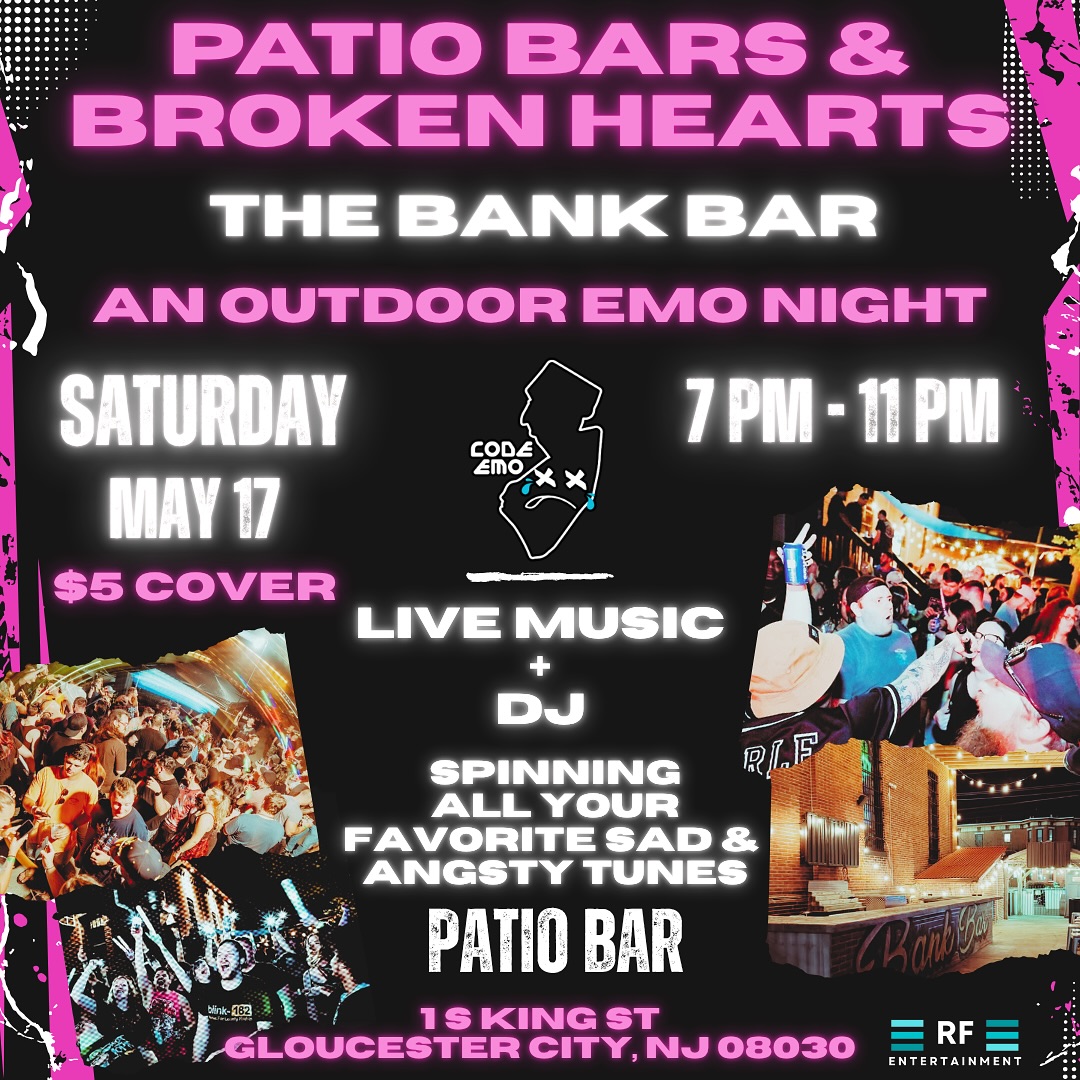 PATIO BARS &
BROKEN HEARTS
THE BANK BAR
AN OUTDOOR EMO NIGHT
SATURDAY
MAY 17
$5 COVER
7 PM - 11 PM
CODE
EMO
LIVE MUSIC
+
DJ
SPINNING
ALL YOUR
FAVORITE SAD &
ANGSTY TUNES
PATIO BAR
Bank Bar
blink-182
1 S KING ST
GLOUCESTER CITY, NJ 08030
RF
ENTERTAINMENT